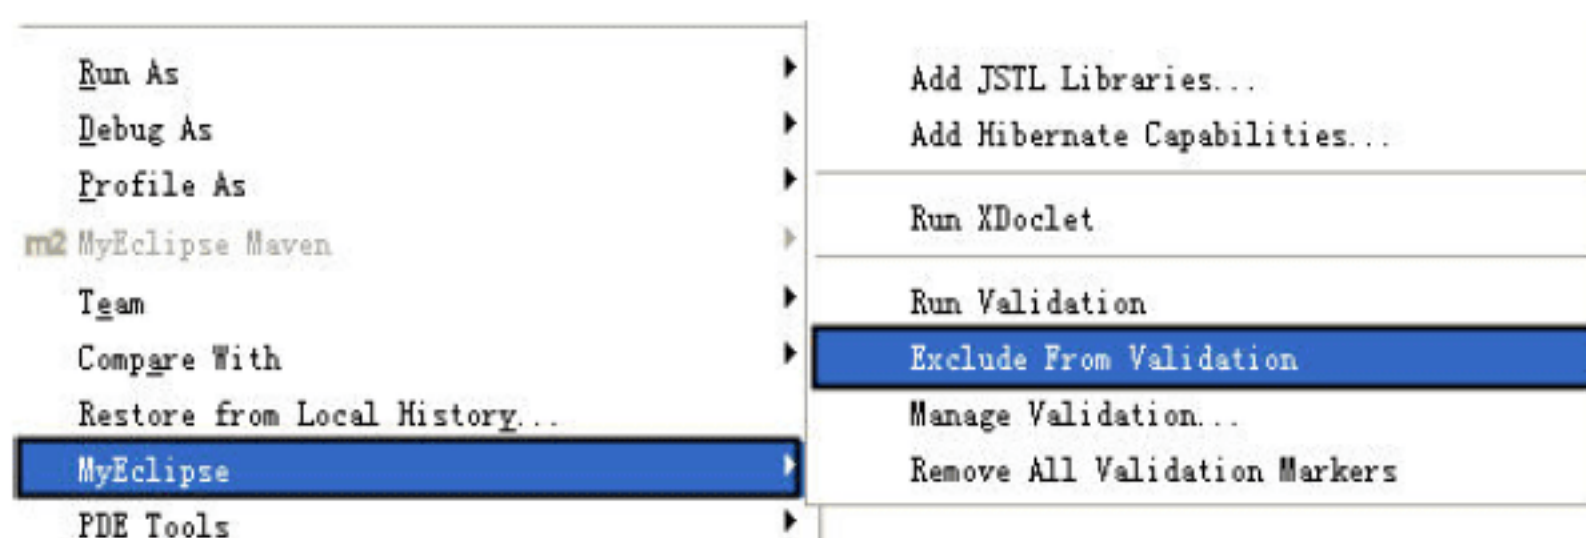 Run As
Debug As
Profile As
m2 MyEclipse Maven
Team
Compare With
Restore from Local History...
MyEclipse
PDE Tools
Add JSTL Libraries...
Add Hibernate Capabilities...
Run XDoclet
Run Validation
Exclude From Validation
Manage Validation...
Remove All Validation Markers